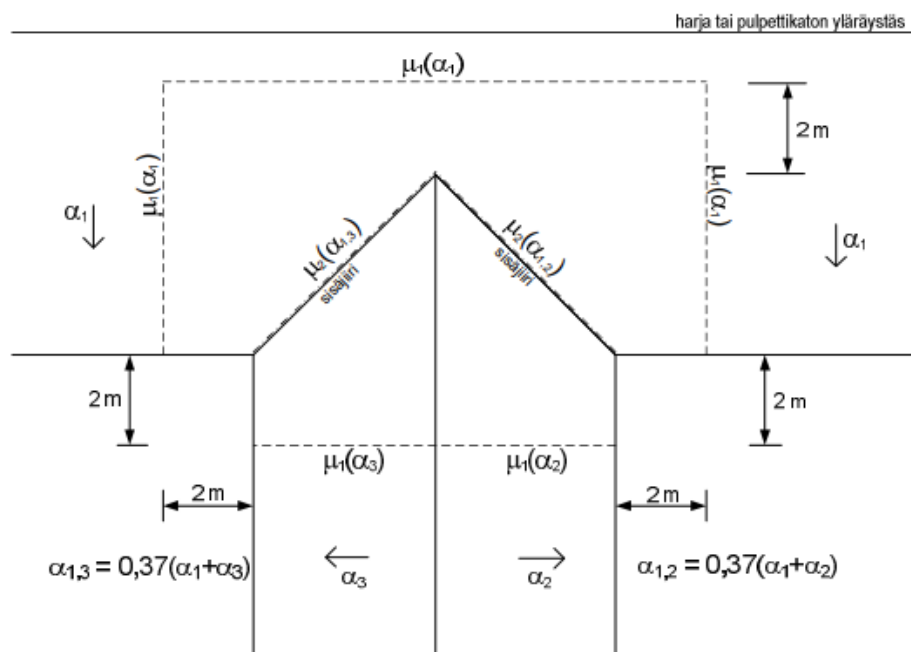 harja tai pulpettikaton yläräystäs
μ₁(α₁)
2 m
μ₁(α₁)
μ₁(α₁)
α₁
α₁
μ₂(α₁,₃)
sisäjiiri
μ₂(α₁,₂)
sisäjiiri
2 m
2 m
μ₁(α₃)
μ₁(α₂)
2 m
2 m
α₁,₃ = 0,37(α₁+α₃)
α₃
α₂
α₁,₂ = 0,37(α₁+α₂)